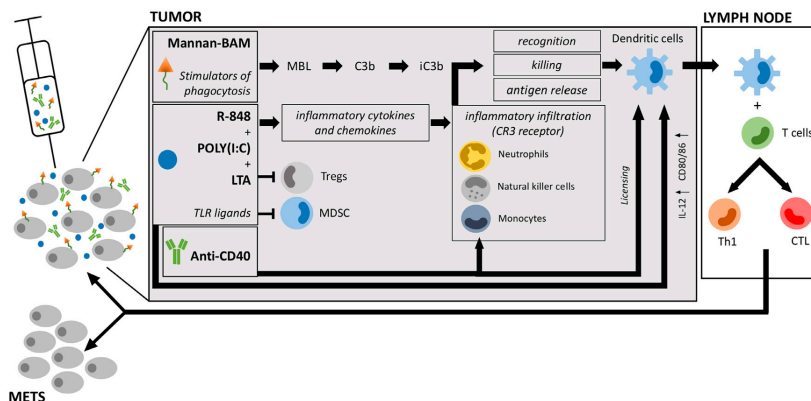 TUMOR
LYMPH NODE
Mannan-BAM
Stimulators of
phagocytosis
MBL
C3b
iC3b
recognition
killing
antigen release
Dendritic cells
R-848
+
POLY(I:C)
+
LTA
TLR ligands
inflammatory cytokines
and chemokines
Tregs
MDSC
inflammatory infiltration
(CR3 receptor)
Neutrophils
Natural killer cells
Monocytes
Licensing
IL-12
CD80/86
Anti-CD40
+
T cells
Th1
CTL
METS